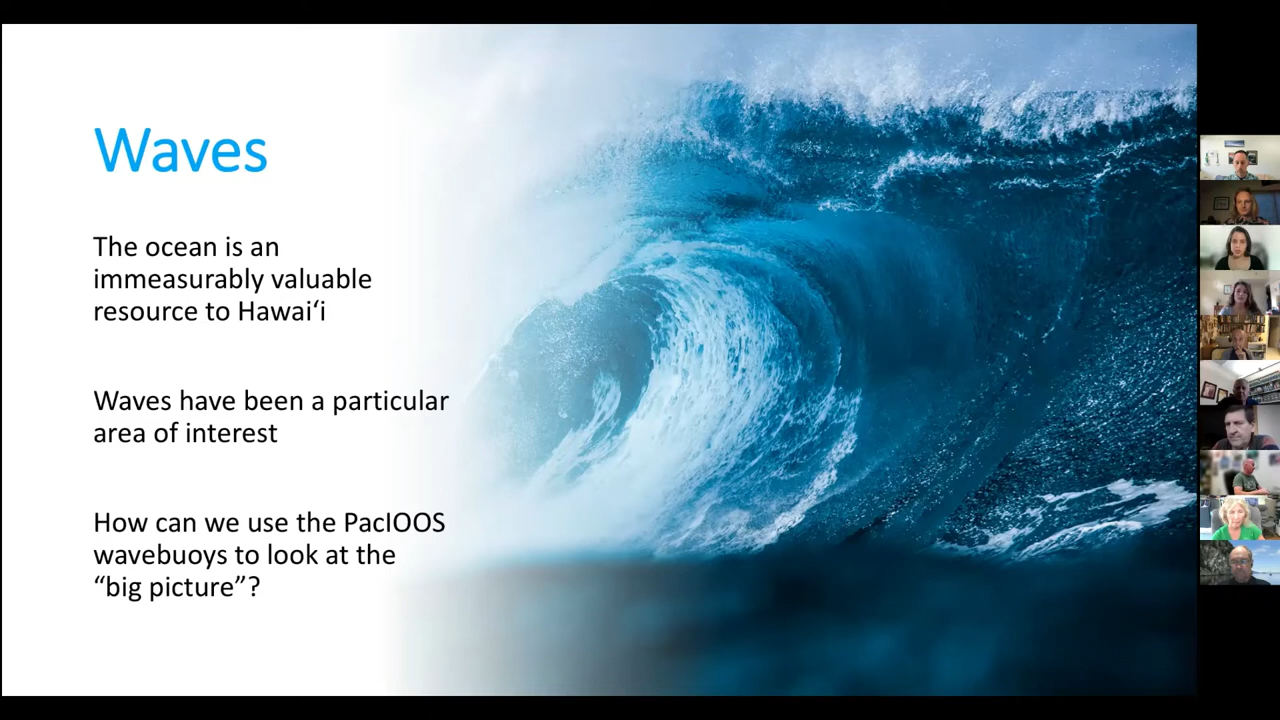 Waves
The ocean is an
immeasurably valuable
resource to Hawaiʻi
Waves have been a particular
area of interest
How can we use the PacIOOS
wavebuoys to look at the
“big picture”?